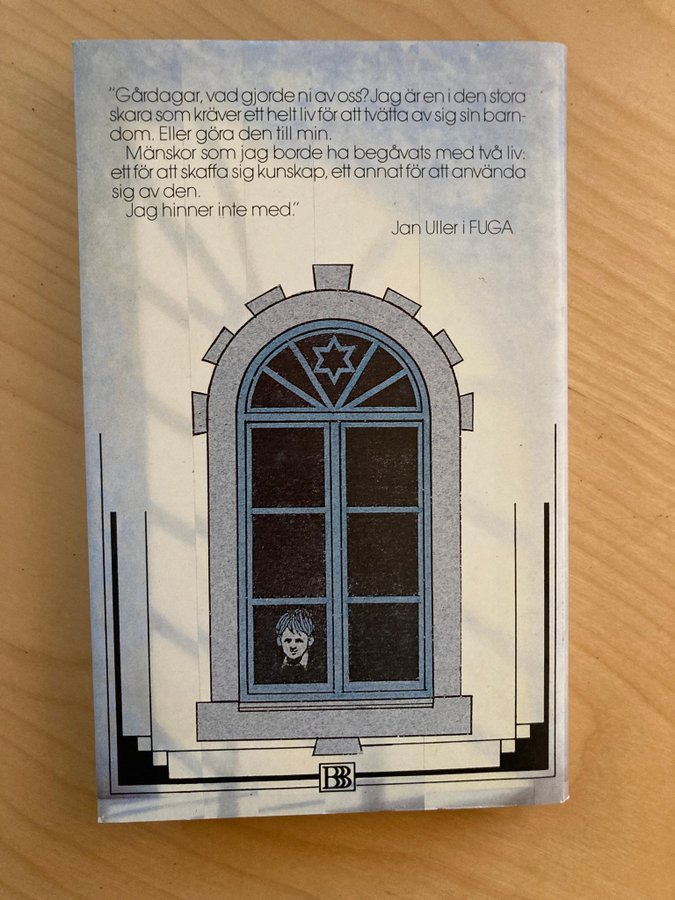 "Gårdagar, vad gjorde ni av oss? Jag är en i den stora
skara som kräver ett helt liv för att tvätta av sig sin barn-
dom. Eller göra den till min.
Mänskor som jag borde ha begåvats med två liv:
ett för att skaffa sig kunskap, ett annat för att använda
sig av den.
Jag hinner inte med."
Jan Uller i FUGA
BBB